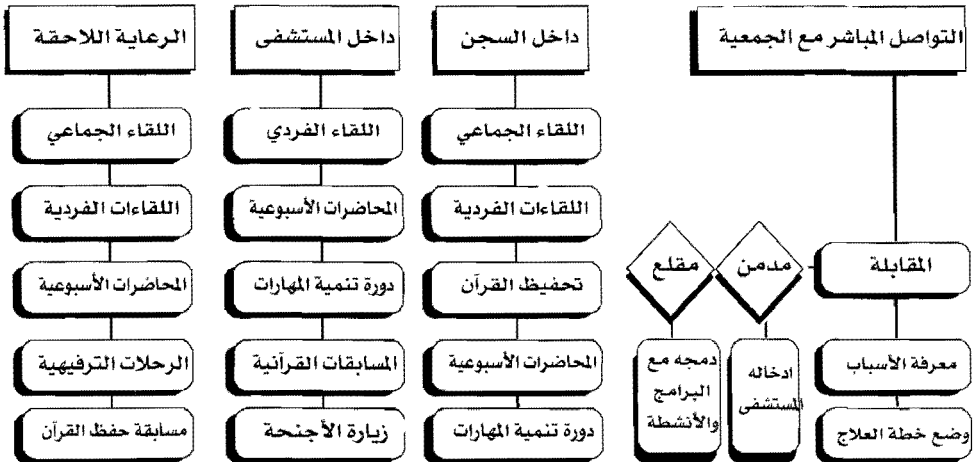 التواصل المباشر مع الجمعية
المقابلة
مدمن
مقلع
معرفة الأسباب
وضع خطة العلاج
ادخاله
المستشفى
دمجه مع
البرامج
والأنشطة
داخل السجن
اللقاء الجماعي
اللقاءات الفردية
تحفيظ القرآن
المحاضرات الأسبوعية
دورة تنمية المهارات
داخل المستشفى
اللقاء الفردي
المحاضرات الأسبوعية
دورة تنمية المهارات
المسابقات القرآنية
زيارة الأجنحة
الرعاية اللاحقة
اللقاء الجماعي
اللقاءات الفردية
المحاضرات الأسبوعية
الرحلات الترفيهية
مسابقة حفظ القرآن